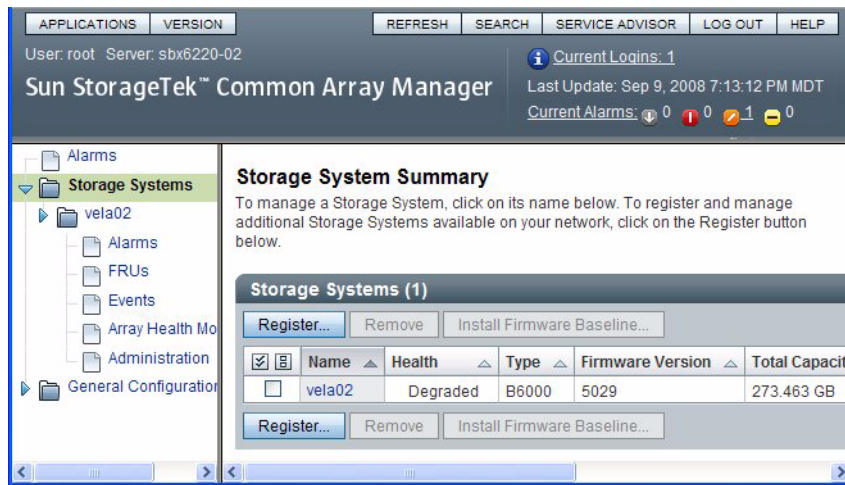 APPLICATIONS VERSION REFRESH SEARCH SERVICE ADVISOR LOG OUT HELP
User: root Server: sbx6220-02
Current Logins: 1
Sun StorageTek™ Common Array Manager
Last Update: Sep 9, 2008 7:13:12 PM MDT
Current Alarms: 0 0 1 0
Alarms
Storage Systems
vela02
Alarms
FRUs
Events
Array Health Mo
Administration
General Configuration
Storage System Summary
To manage a Storage System, click on its name below. To register and manage
additional Storage Systems available on your network, click on the Register button
below.
Storage Systems (1)
Register... Remove Install Firmware Baseline...
Name Health Type Firmware Version Total Capacit
vela02 Degraded B6000 5029 273.463 GB
Register... Remove Install Firmware Baseline...